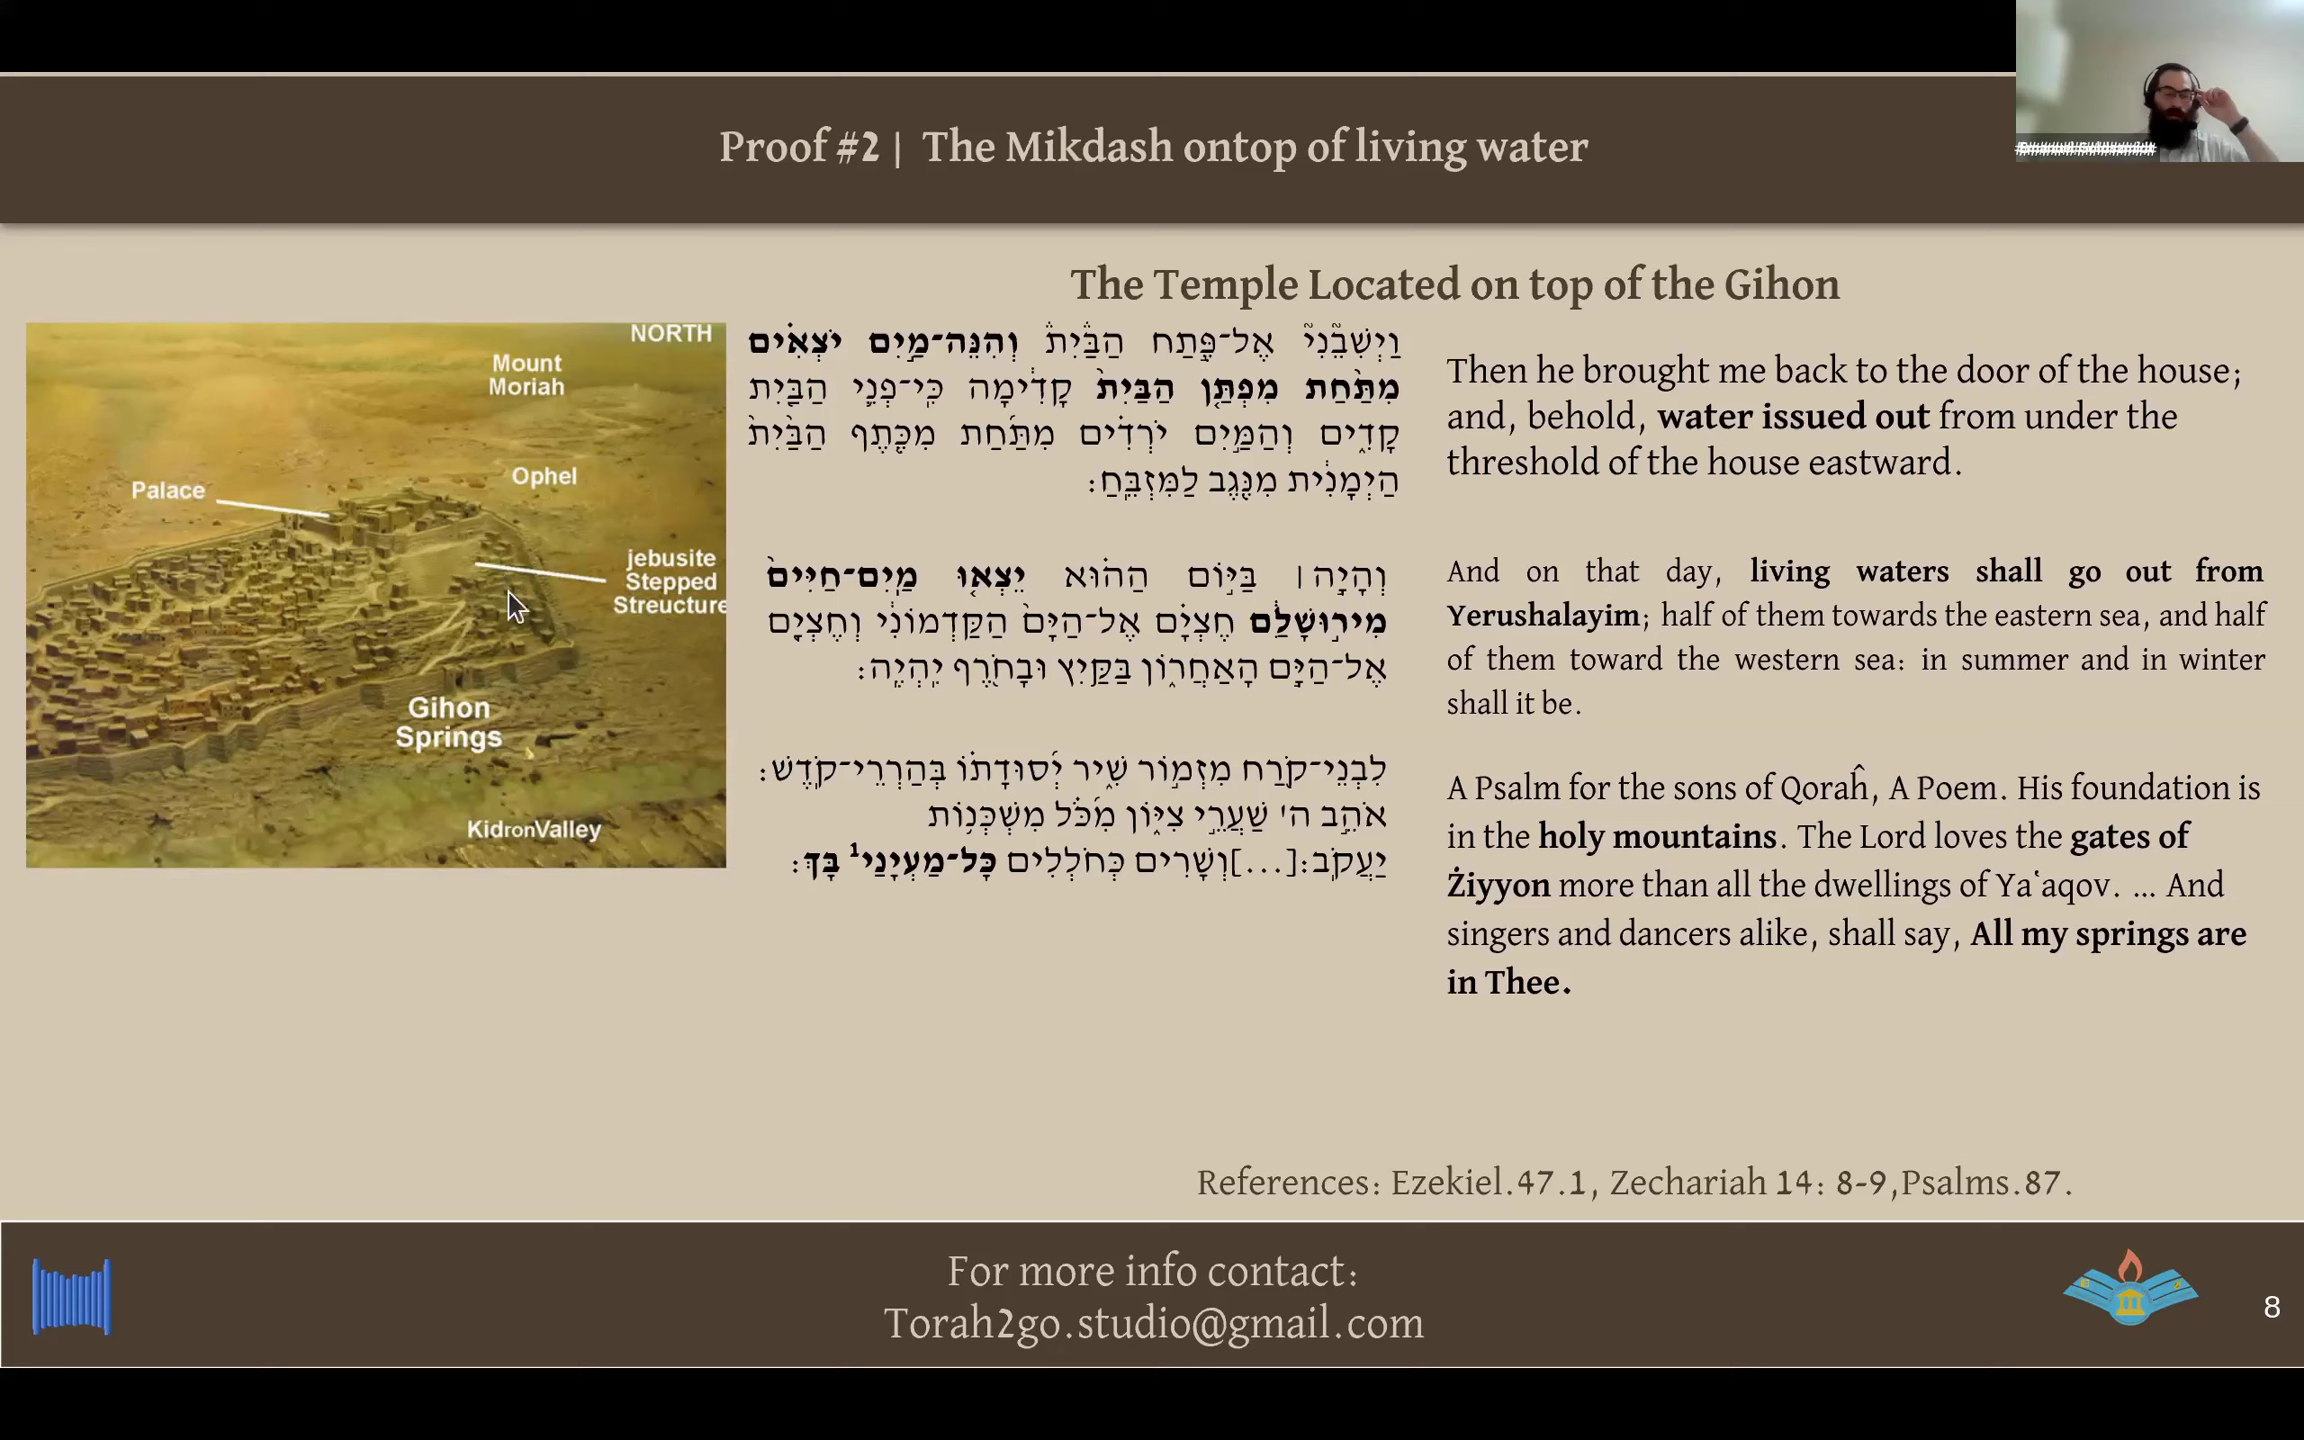 Proof #2 | The Mikdash ontop of living water
The Temple Located on top of the Gihon
NORTH
Mount
Moriah
Ophel
Palace
jebusite
Stepped
Streucture
Gihon
Springs
KidronValley
וַיְשִׁבֵ֘נִי֮ אֶל־פֶּ֣תַח הַבַּ֒יִת֒ וְהִנֵּה־מַ֣יִם יֹצְאִ֗ים
מִתַּ֨חַת מִפְתַּ֤ן הַבַּ֙יִת֙ קָדִ֔ימָה כִּֽי־פְנֵ֥י הַבַּ֖יִת
קָדִ֑ים וְהַמַּ֣יִם יֹרְדִ֗ים מִתַּ֜חַת מִכֶּ֤תֶף הַבַּ֙יִת֙
הַיְמָנִ֔ית מִנֶּ֖גֶב לַמִּזְבֵּֽחַ׃
וְהָיָ֣ה ׀ בַּיּ֣וֹם הַה֗וּא יֵצְא֤וּ מַֽיִם־חַיִּים֙
מִיר֣וּשָׁלַ֔͏ִם חֶצְיָ֗ם אֶל־הַיָּם֙ הַקַּדְמוֹנִ֔י וְחֶצְיָ֖ם
אֶל־הַיָּ֣ם הָאַחֲר֑וֹן בַּקַּ֥יִץ וּבָחֹ֖רֶף יִֽהְיֶֽה׃
לִבְנֵי־קֹ֭רַח מִזְמ֣וֹר שִׁ֑יר יְ֝סוּדָת֗וֹ בְּהַרְרֵי־קֹֽדֶשׁ׃
אֹהֵ֣ב ה' שַׁעֲרֵ֣י צִיּ֑וֹן מִ֝כֹּ֗ל מִשְׁכְּנ֥וֹת
יַעֲקֹֽב׃[...]וְשָׁרִ֥ים כְּחֹלְלִ֑ים כׇּֽל־מַעְיָנַ֥י¹ בָּֽךְ׃
Then he brought me back to the door of the house;
and, behold, water issued out from under the
threshold of the house eastward.
And on that day, living waters shall go out from
Yerushalayim; half of them towards the eastern sea, and half
of them toward the western sea: in summer and in winter
shall it be.
A Psalm for the sons of Qoraĥ, A Poem. His foundation is
in the holy mountains. The Lord loves the gates of
Żiyyon more than all the dwellings of Ya῾aqov. ... And
singers and dancers alike, shall say, All my springs are
in Thee.
References: Ezekiel.47.1, Zechariah 14: 8-9,Psalms.87.
For more info contact:
Torah2go.studio@gmail.com
8